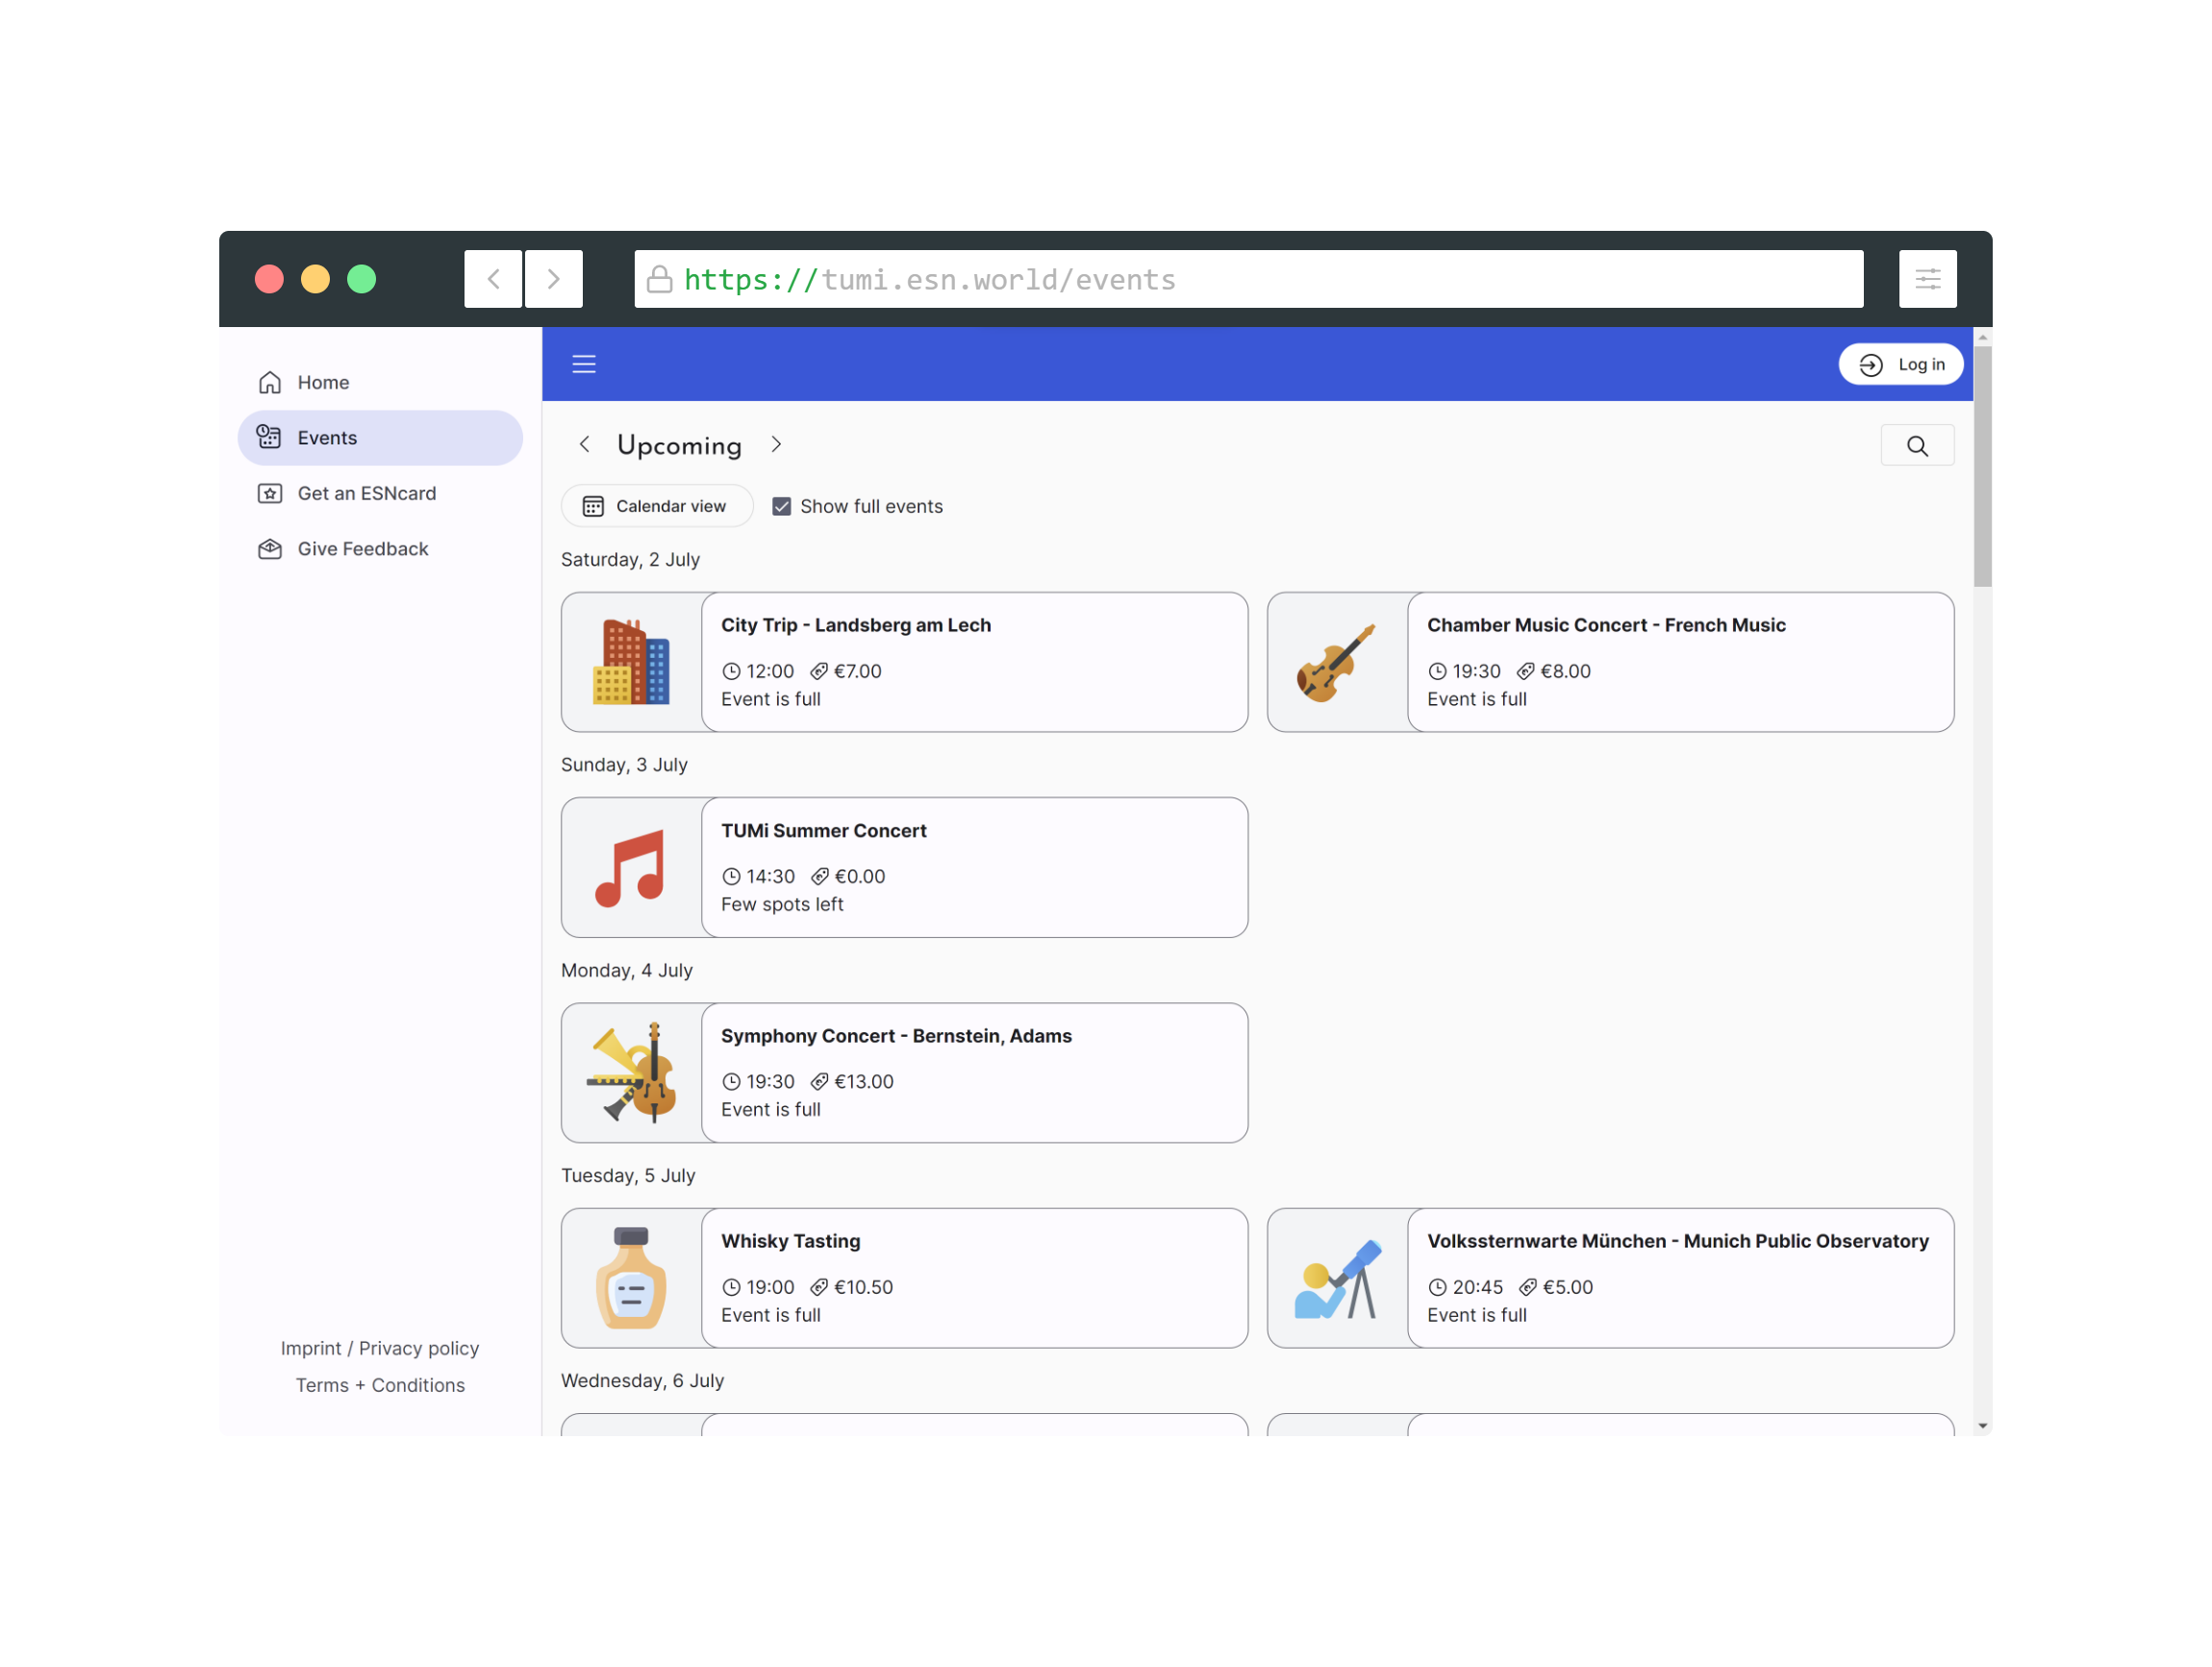 https://tumi.esn.world/events
Home
Events
Get an ESNcard
Give Feedback
Imprint / Privacy policy
Terms + Conditions
Log in
Upcoming
Calendar view
Show full events
Saturday, 2 July
City Trip - Landsberg am Lech
12:00 €7.00
Event is full
Chamber Music Concert - French Music
19:30 €8.00
Event is full
Sunday, 3 July
TUMi Summer Concert
14:30 €0.00
Few spots left
Monday, 4 July
Symphony Concert - Bernstein, Adams
19:30 €13.00
Event is full
Tuesday, 5 July
Whisky Tasting
19:00 €10.50
Event is full
Volkssternwarte München - Munich Public Observatory
20:45 €5.00
Event is full
Wednesday, 6 July